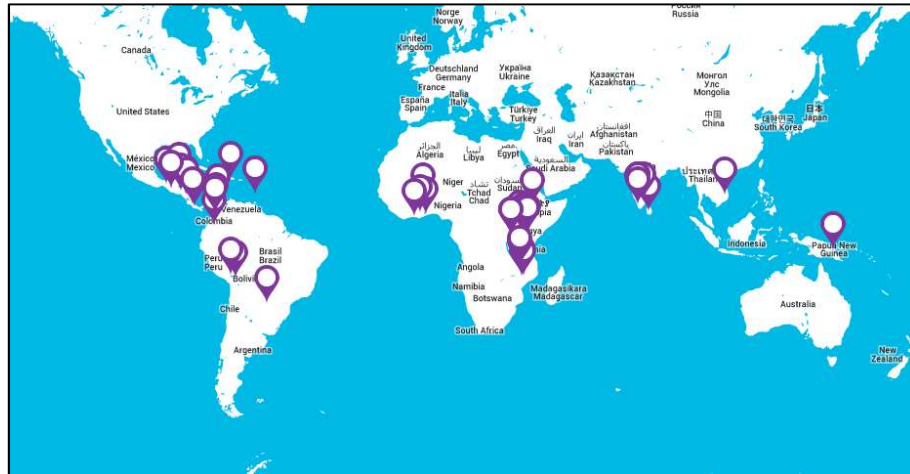 Россия
Russia
Norge
Norway
Canada
United
Kingdom
Deutschland
Germany
Україна
Ukraine
Қазақстан
Kazakhstan
Монгол
Улс
Mongolia
France
United States
España
Spain
Italia
Italy
Türkiye
Turkey
中国
China
대한민국
South Korea
日本
Japan
العراق
Iraq
ایران
Iran
افغانستان
Afghanistan
پاکستان
Pakistan
México
Mexico
الجزائر
Algeria
ليبيا
Libya
مصر
Egypt
السعودية
Saudi Arabia
Niger
تشاد
Tchad
Chad
السودان
Sudan
ประเทศ
Thailand
Nigeria
Venezuela
Colombia
Indonesia
Papua New
Guinea
Perú
Peru
Brasil
Brazil
Angola
Namibia
Botswana
Madagasikara
Madagascar
Australia
Chile
South Africa
Argentina
New
Zealand